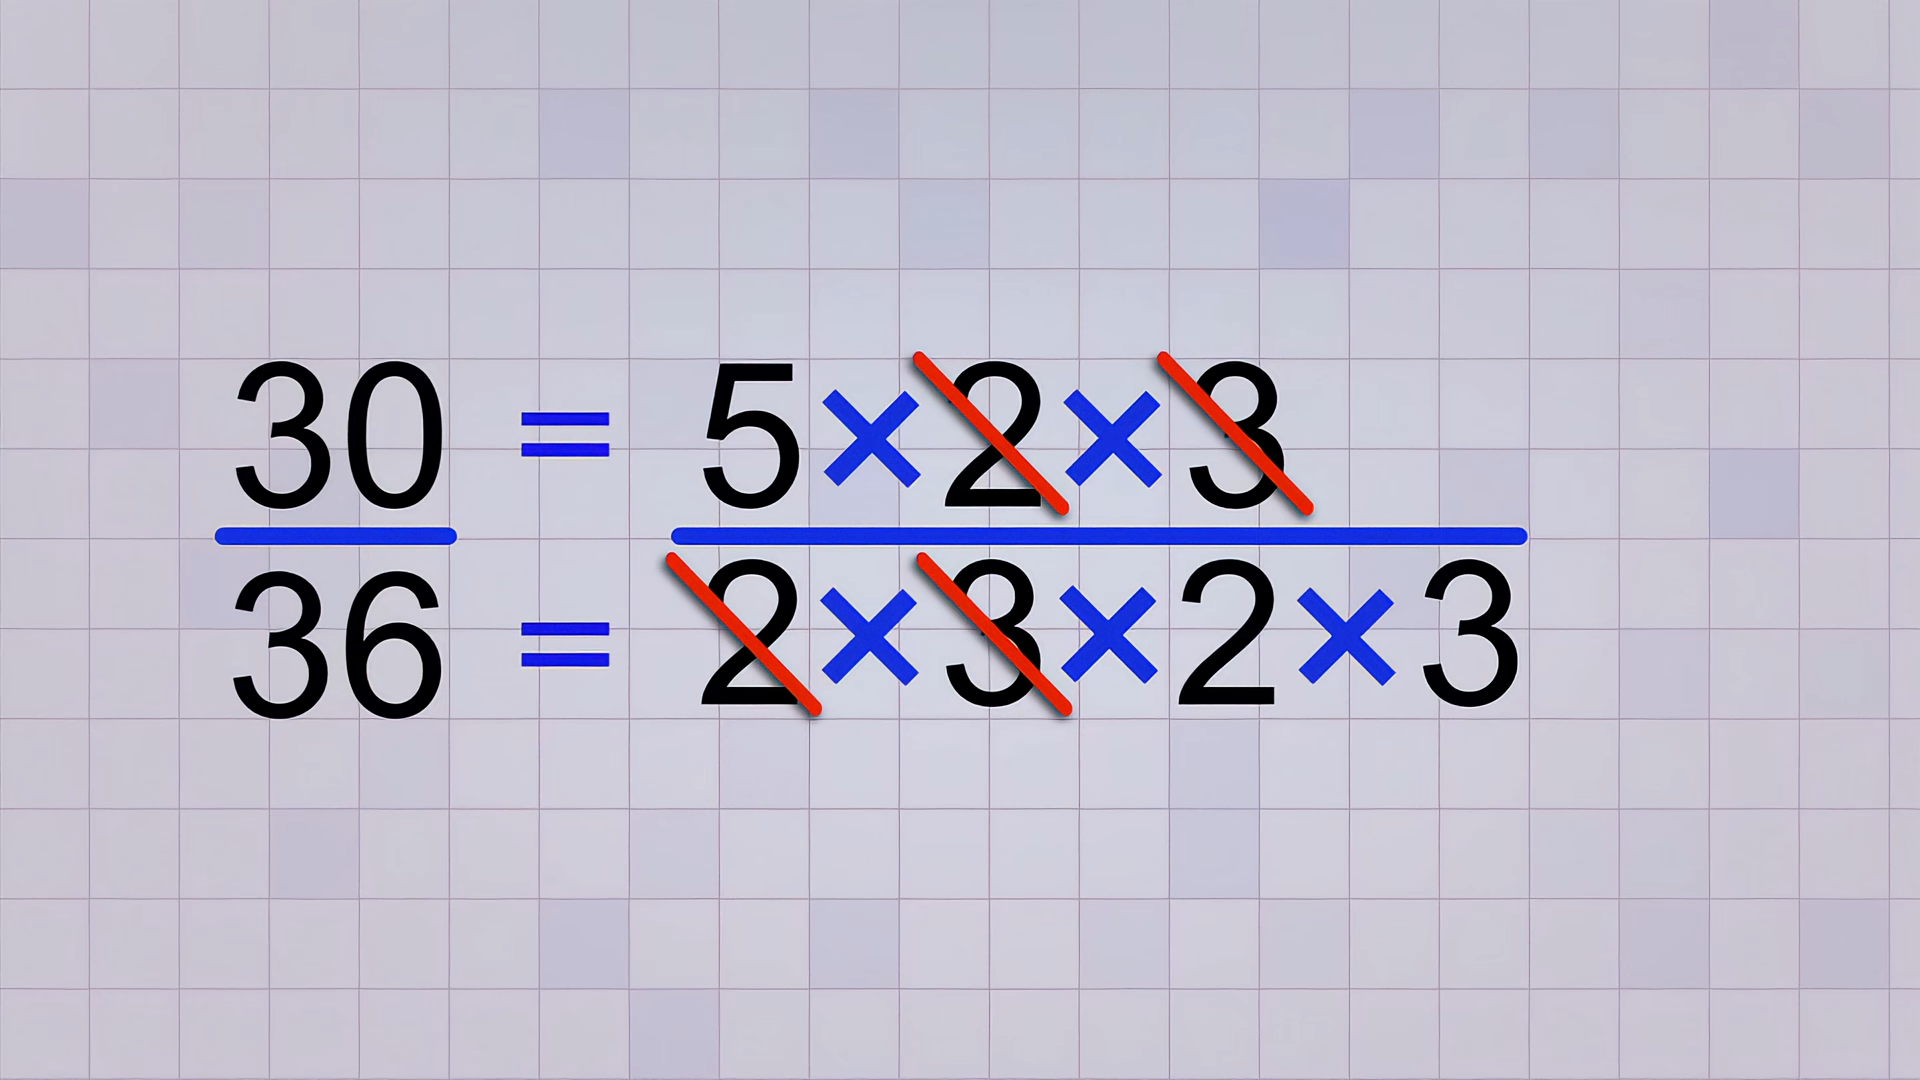 30 = 5×2×3
36 = 2×3×2×3